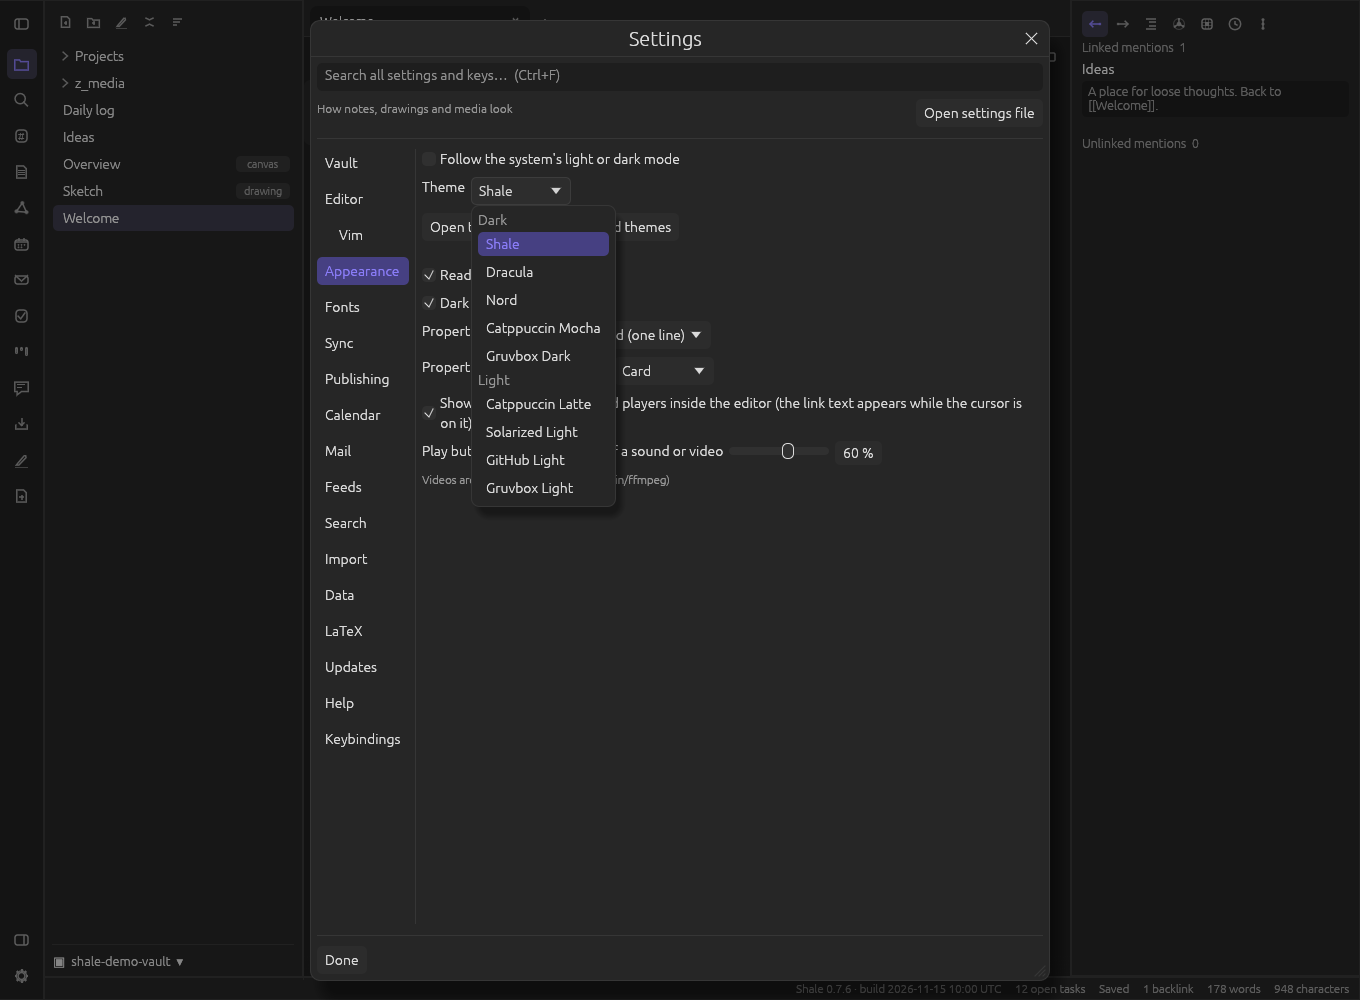 Welcome
Settings
Search all settings and keys… (Ctrl+F)
How notes, drawings and media look
Open settings file
Projects
z_media
Daily log
Ideas
Overview
canvas
Sketch
drawing
Welcome
shale-demo-vault
Vault
Editor
Vim
Appearance
Fonts
Sync
Publishing
Calendar
Mail
Feeds
Search
Import
Data
LaTeX
Updates
Help
Keybindings
Follow the system's light or dark mode
Theme
Shale
Open
themes
Dark
Shale
Dracula
Nord
Catppuccin Mocha
Gruvbox Dark
Light
Catppuccin Latte
Solarized Light
GitHub Light
Gruvbox Light
Read
Dark
Propert
(one line)
Propert
Card
Show
players inside the editor (the link text appears while the cursor is
on it)
Play but
a sound or video
60 %
Videos are
in/ffmpeg)
Done
Linked mentions 1
Ideas
A place for loose thoughts. Back to
[[Welcome]].
Unlinked mentions 0
Shale 0.7.6 · build 2026-11-15 10:00 UTC
12 open tasks
Saved
1 backlink
178 words
948 characters